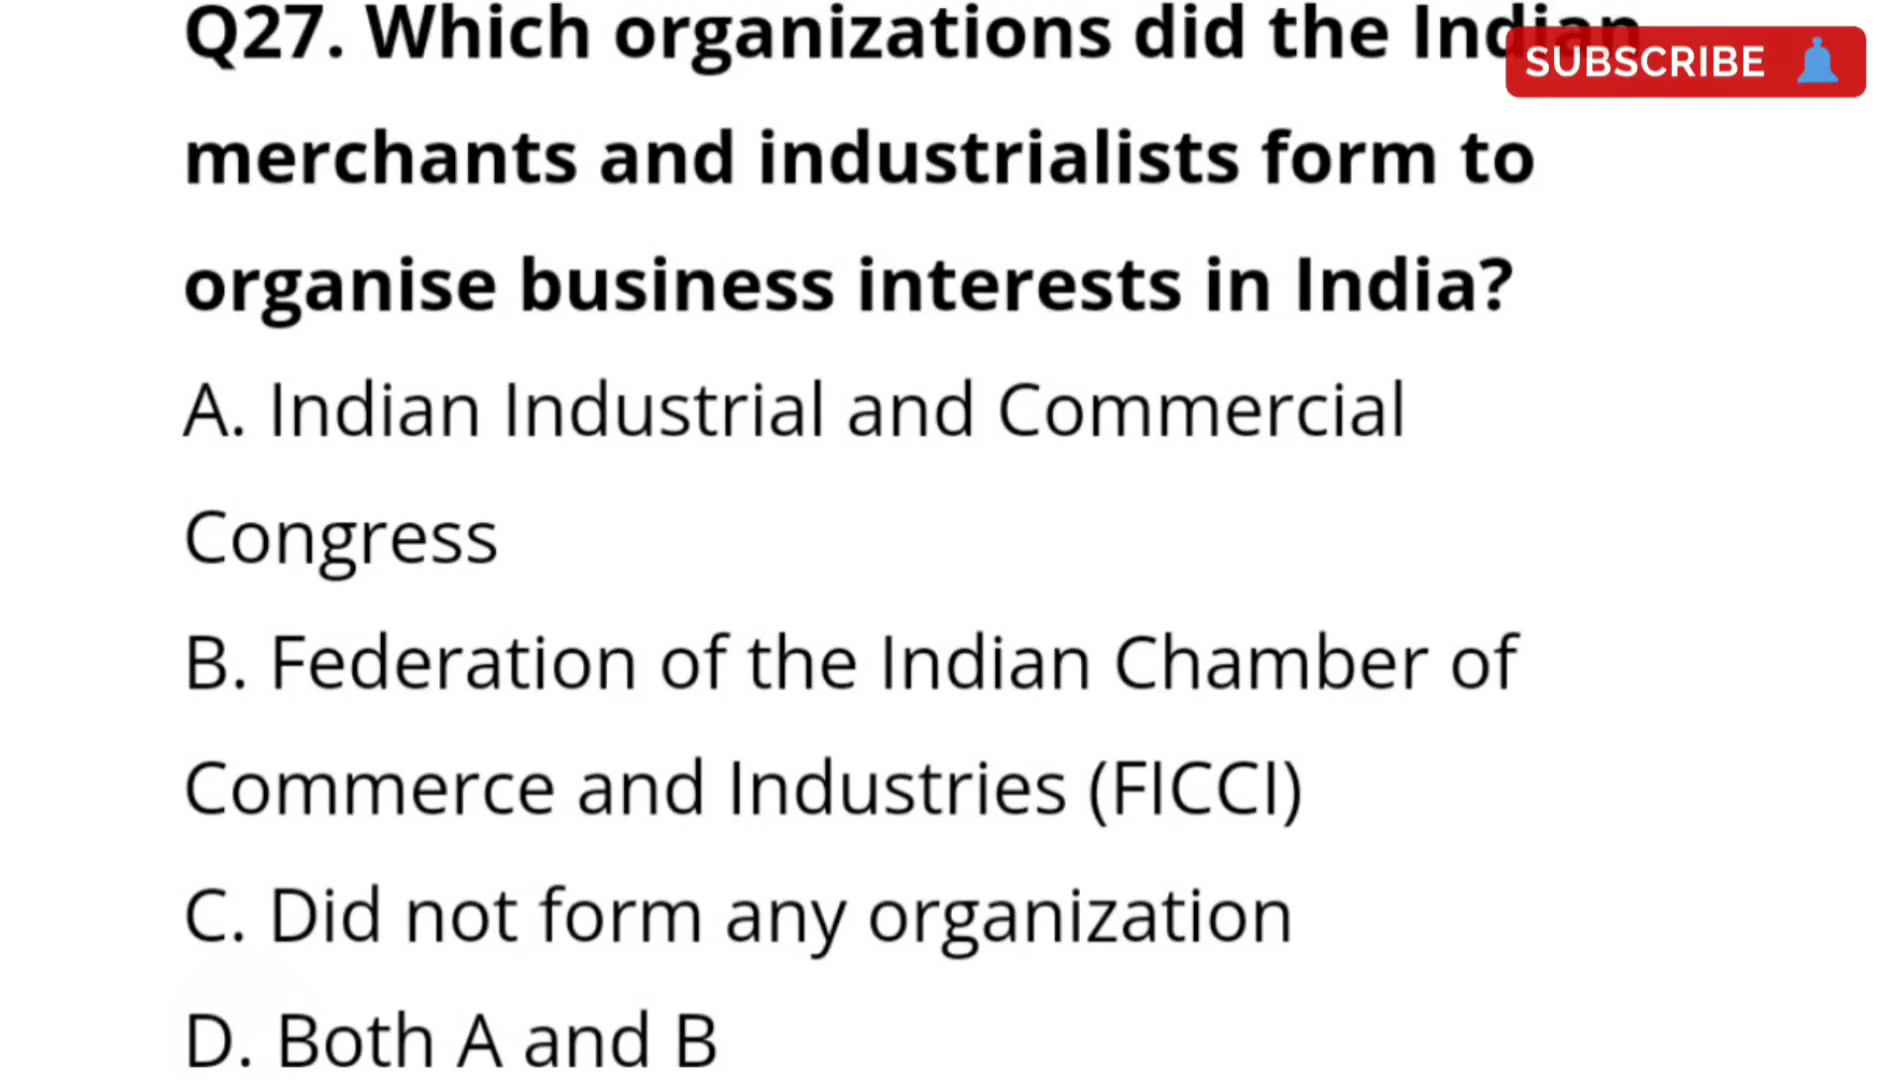 Q27. Which organizations did the Indian
SUBSCRIBE
merchants and industrialists form to
organise business interests in India?
A. Indian Industrial and Commercial
Congress
B. Federation of the Indian Chamber of
Commerce and Industries (FICCI)
C. Did not form any organization
D. Both A and B